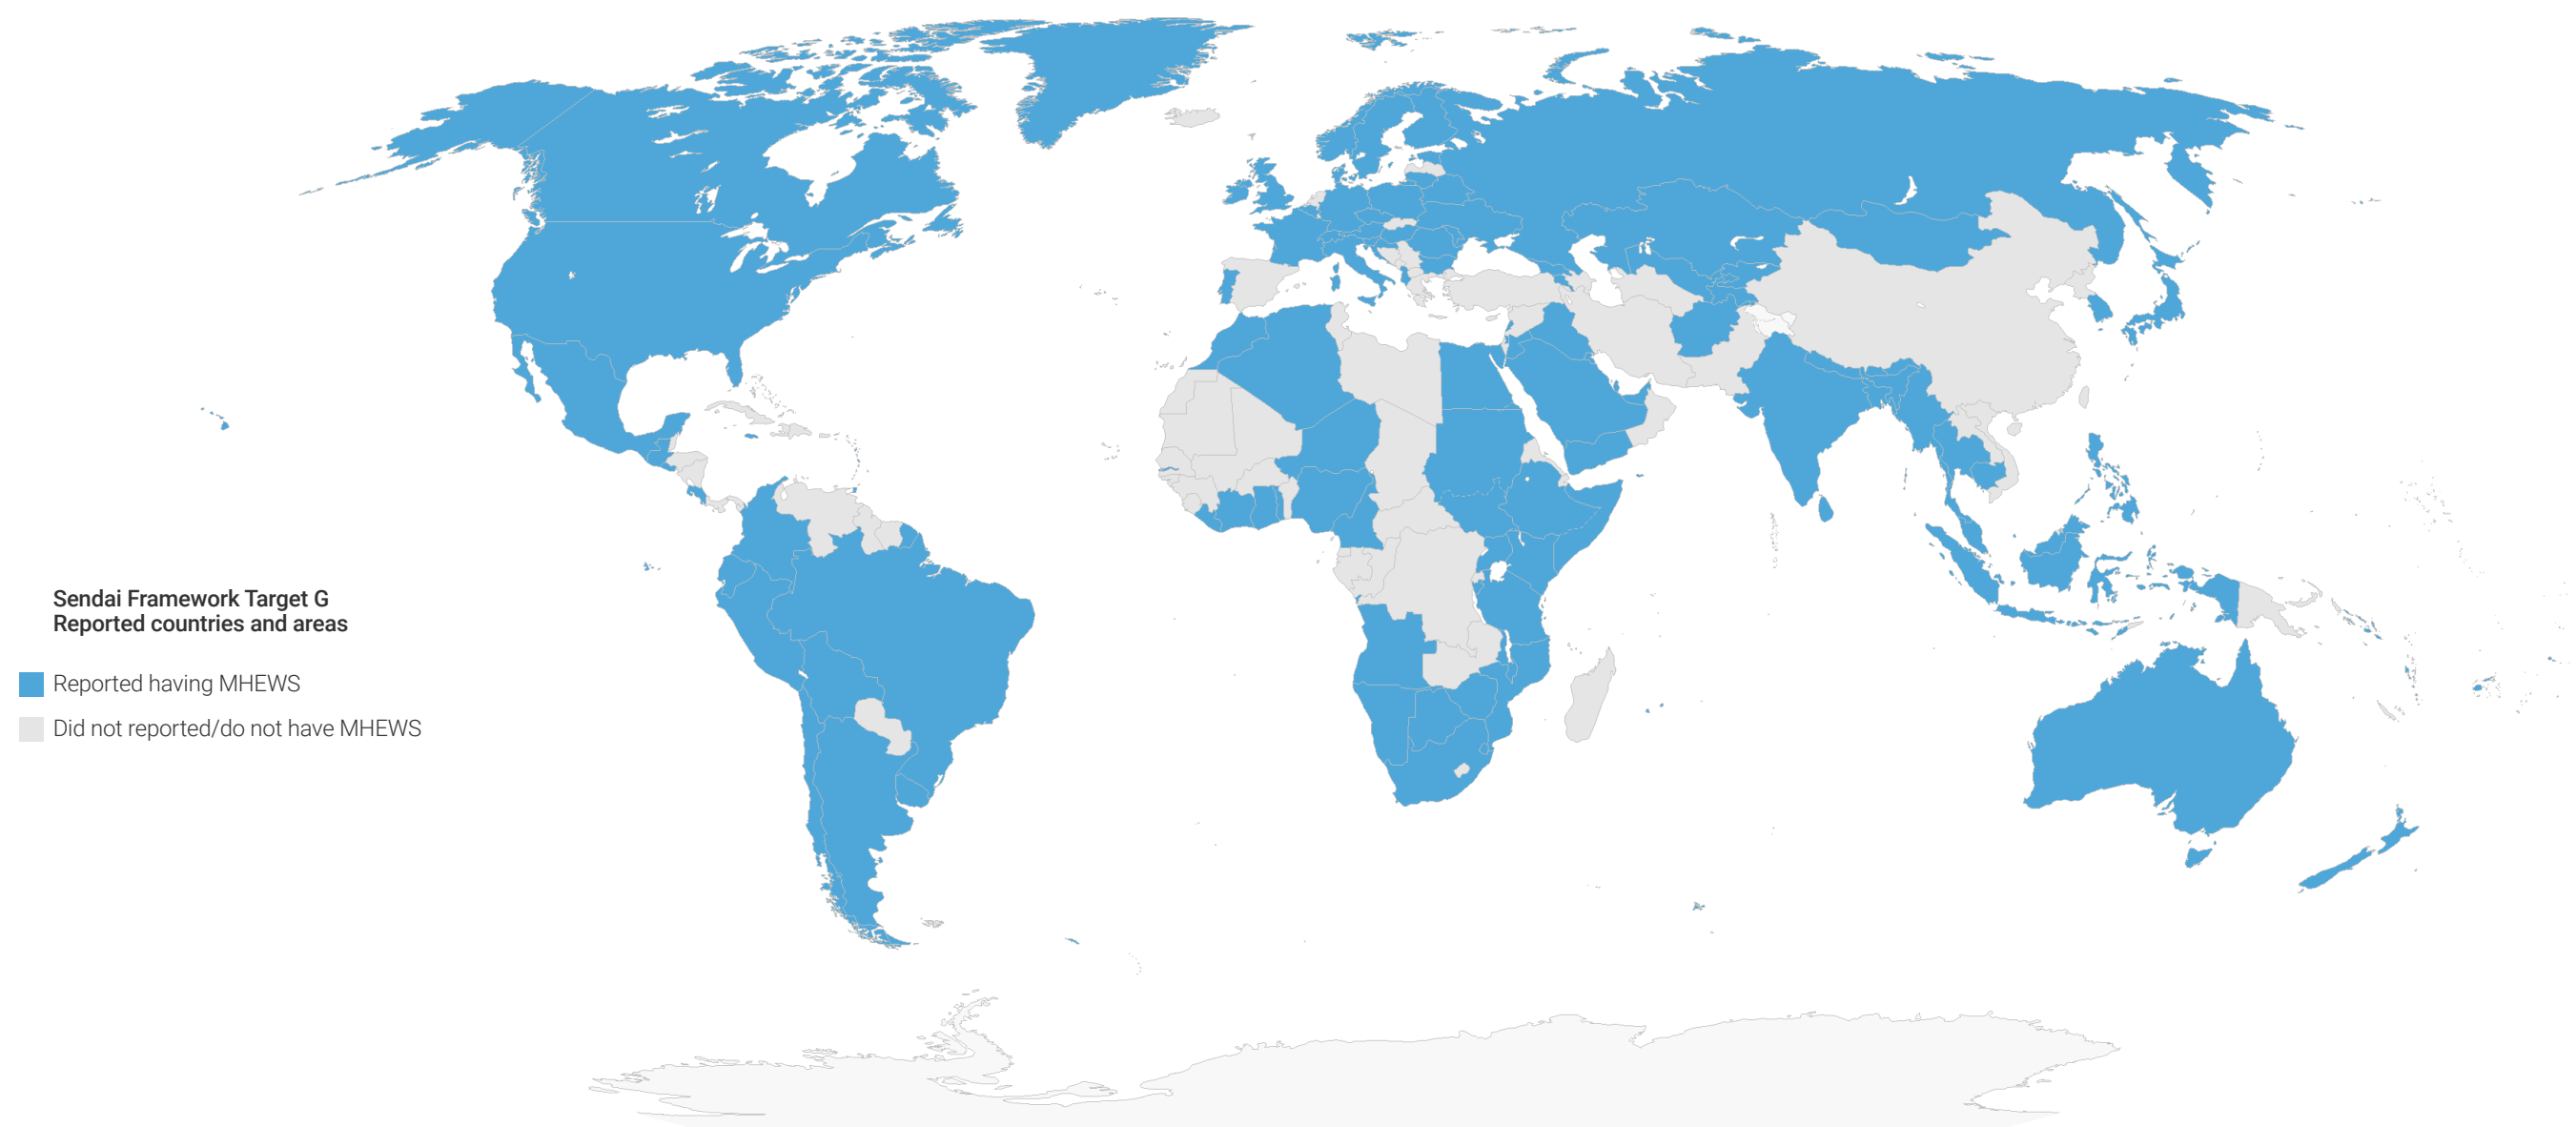 Sendai Framework Target G
Reported countries and areas
Reported having MHEWS
Did not reported/do not have MHEWS